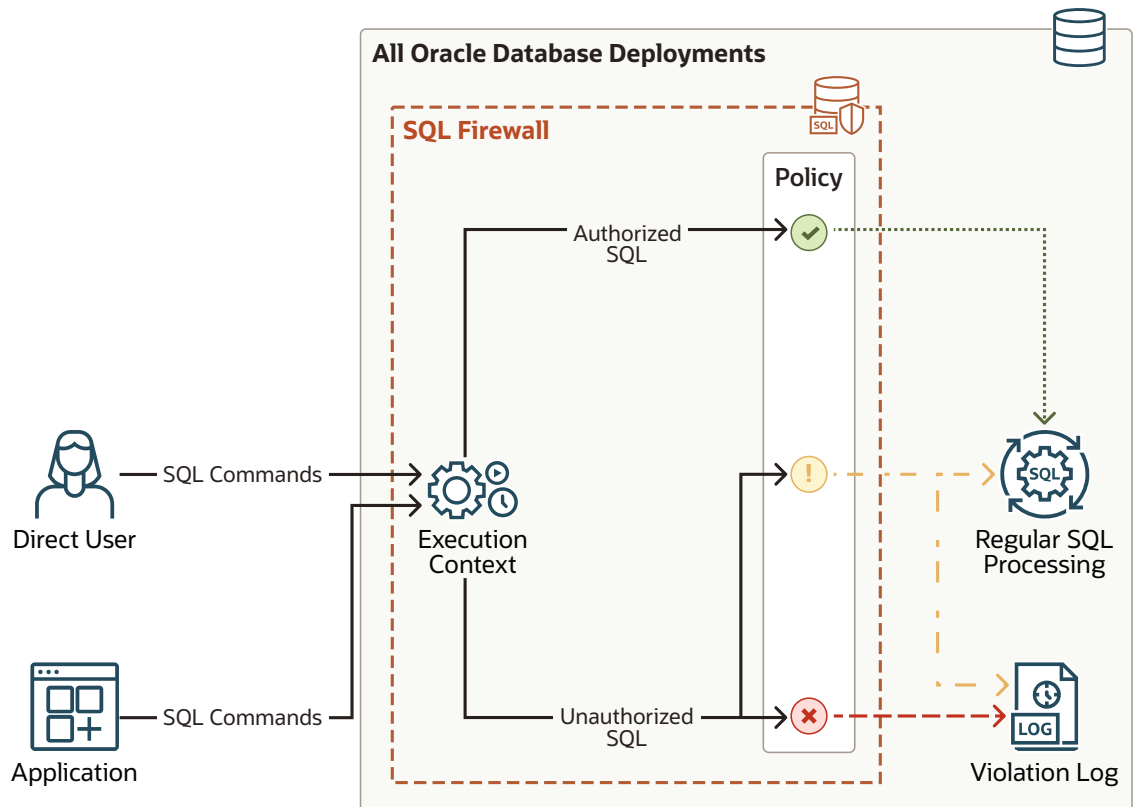 All Oracle Database Deployments
SQL Firewall
SQL
Policy
Authorized
SQL
SQL Commands
!
SQL
Direct User
Execution
Context
Regular SQL
Processing
SQL Commands
Unauthorized
SQL
LOG
Application
Violation Log